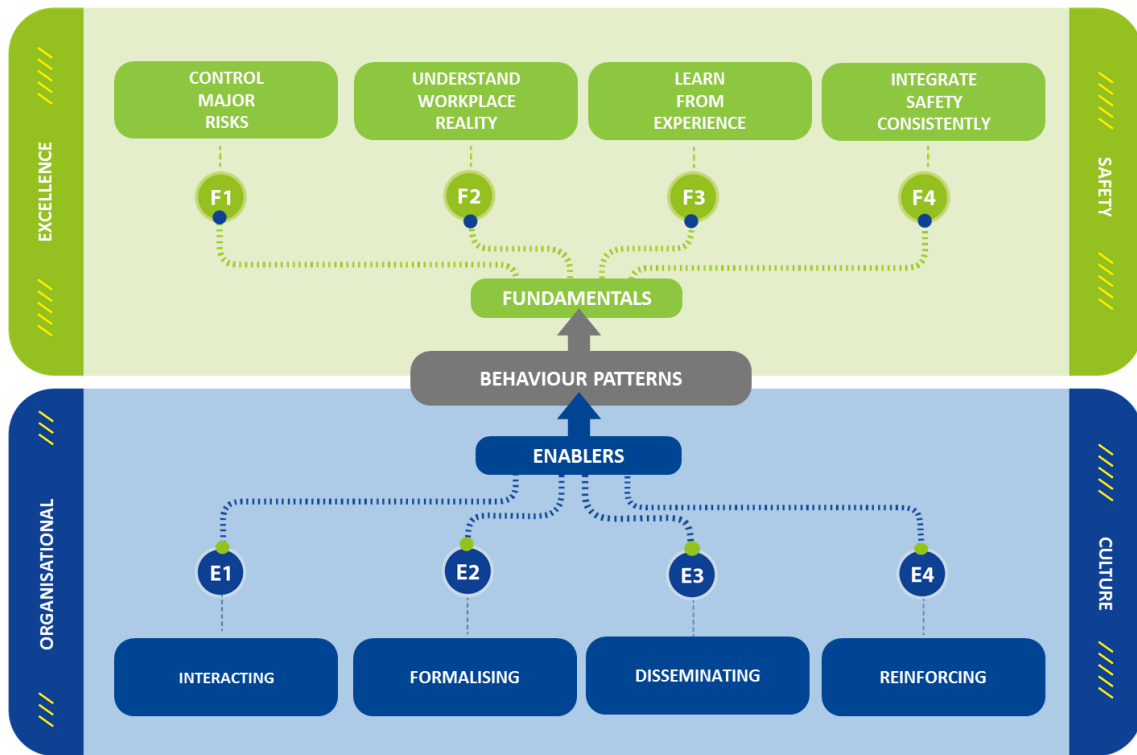 EXCELLENCE
SAFETY
CONTROL
MAJOR
RISKS
UNDERSTAND
WORKPLACE
REALITY
LEARN
FROM
EXPERIENCE
INTEGRATE
SAFETY
CONSISTENTLY
F1
F2
F3
F4
FUNDAMENTALS
BEHAVIOUR PATTERNS
ENABLERS
ORGANISATIONAL
CULTURE
E1
E2
E3
E4
INTERACTING
FORMALISING
DISSEMINATING
REINFORCING